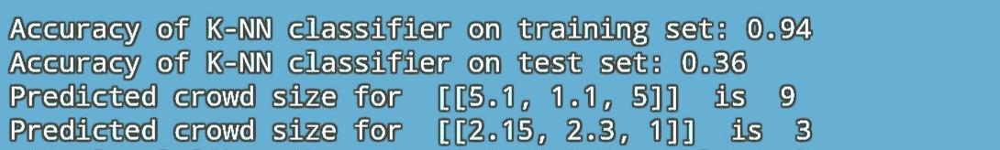 Accuracy of K-NN classifier on training set: 0.94
Accuracy of K-NN classifier on test set: 0.36
Predicted crowd size for  [[5.1, 1.1, 5]]  is  9
Predicted crowd size for  [[2.15, 2.3, 1]]  is  3